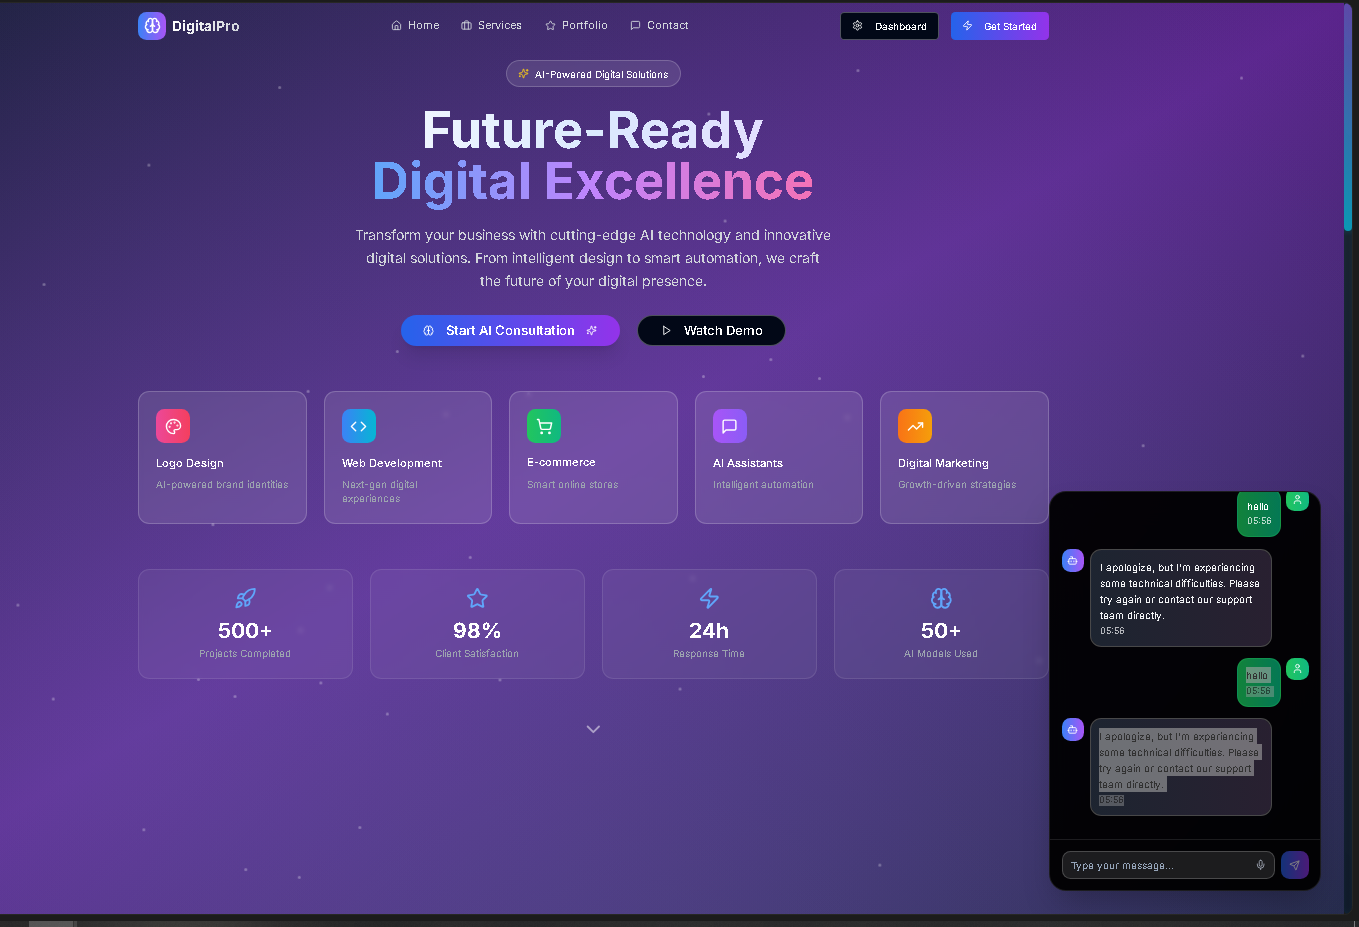 DigitalPro
Home
Services
Portfolio
Contact
Dashboard
Get Started
AI-Powered Digital Solutions
Future-Ready
Digital Excellence
Transform your business with cutting-edge AI technology and innovative
digital solutions. From intelligent design to smart automation, we craft
the future of your digital presence.
Start AI Consultation
Watch Demo
Logo Design
AI-powered brand identities
Web Development
Next-gen digital
experiences
E-commerce
Smart online stores
AI Assistants
Intelligent automation
Digital Marketing
Growth-driven strategies
500+
Projects Completed
98%
Client Satisfaction
24h
Response Time
50+
AI Models Used
hello
05:56
I apologize, but I'm experiencing
some technical difficulties. Please
try again or contact our support
team directly.
05:56
hello
05:56
I apologize, but I'm experiencing
some technical difficulties. Please
try again or contact our support
team directly.
05:56
Type your message...